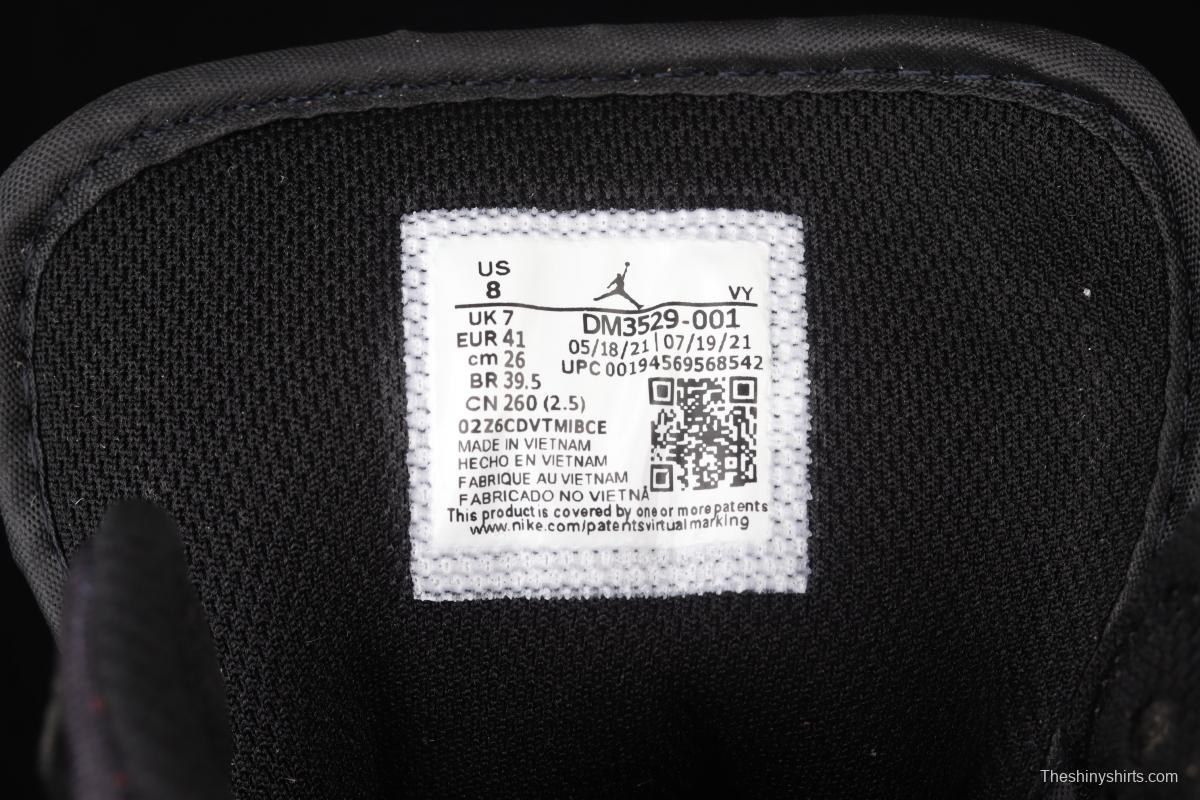 US
8
VY
UK 7
EUR 41
cm 26
BR 39.5
CN 260 (2.5)
DM3529-001
05/18/21 | 07/19/21
UPC 00194569568542
02Z6CDVTMIBCE
MADE IN VIETNAM
HECHO EN VIETNAM
FABRIQUE AU VIETNAM
FABRICADO NO VIETNÃ
This product is covered by one or more patents
www.nike.com/patentsvirtualmarking
Theshinyshirts.com